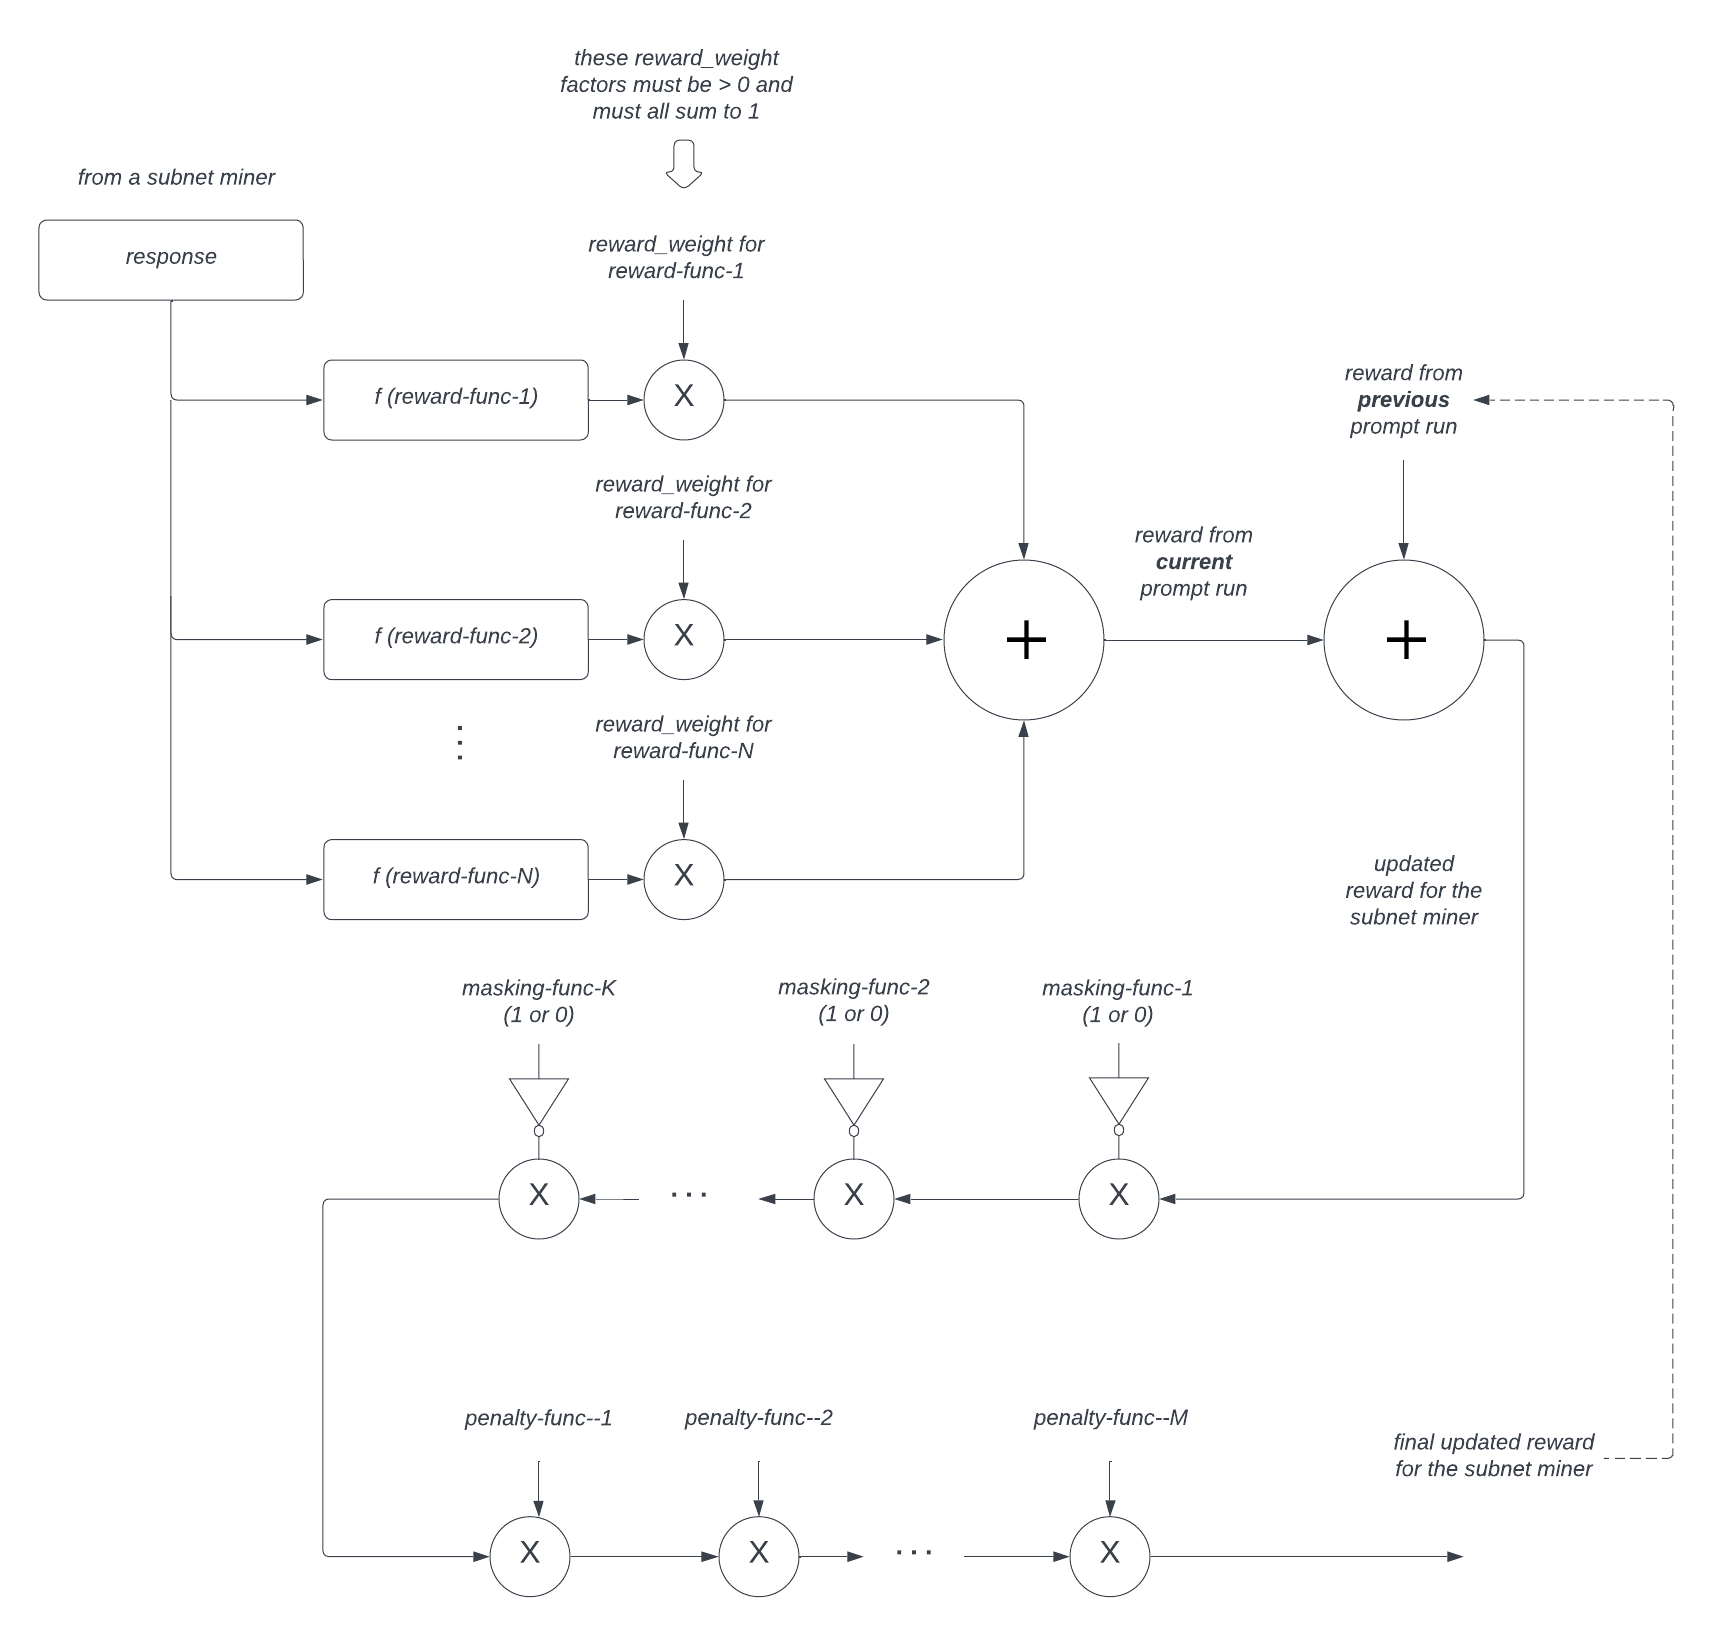 these reward_weight
factors must be > 0 and
must all sum to 1
from a subnet miner
response
reward_weight for
reward-func-1
f (reward-func-1)
X
reward from
previous
prompt run
reward_weight for
reward-func-2
reward from
current
prompt run
f (reward-func-2)
X
+
+
⋮
reward_weight for
reward-func-N
f (reward-func-N)
X
updated
reward for the
subnet miner
masking-func-K
(1 or 0)
masking-func-2
(1 or 0)
masking-func-1
(1 or 0)
X
...
X
X
penalty-func--1
penalty-func--2
penalty-func--M
final updated reward
for the subnet miner
X
X
...
X